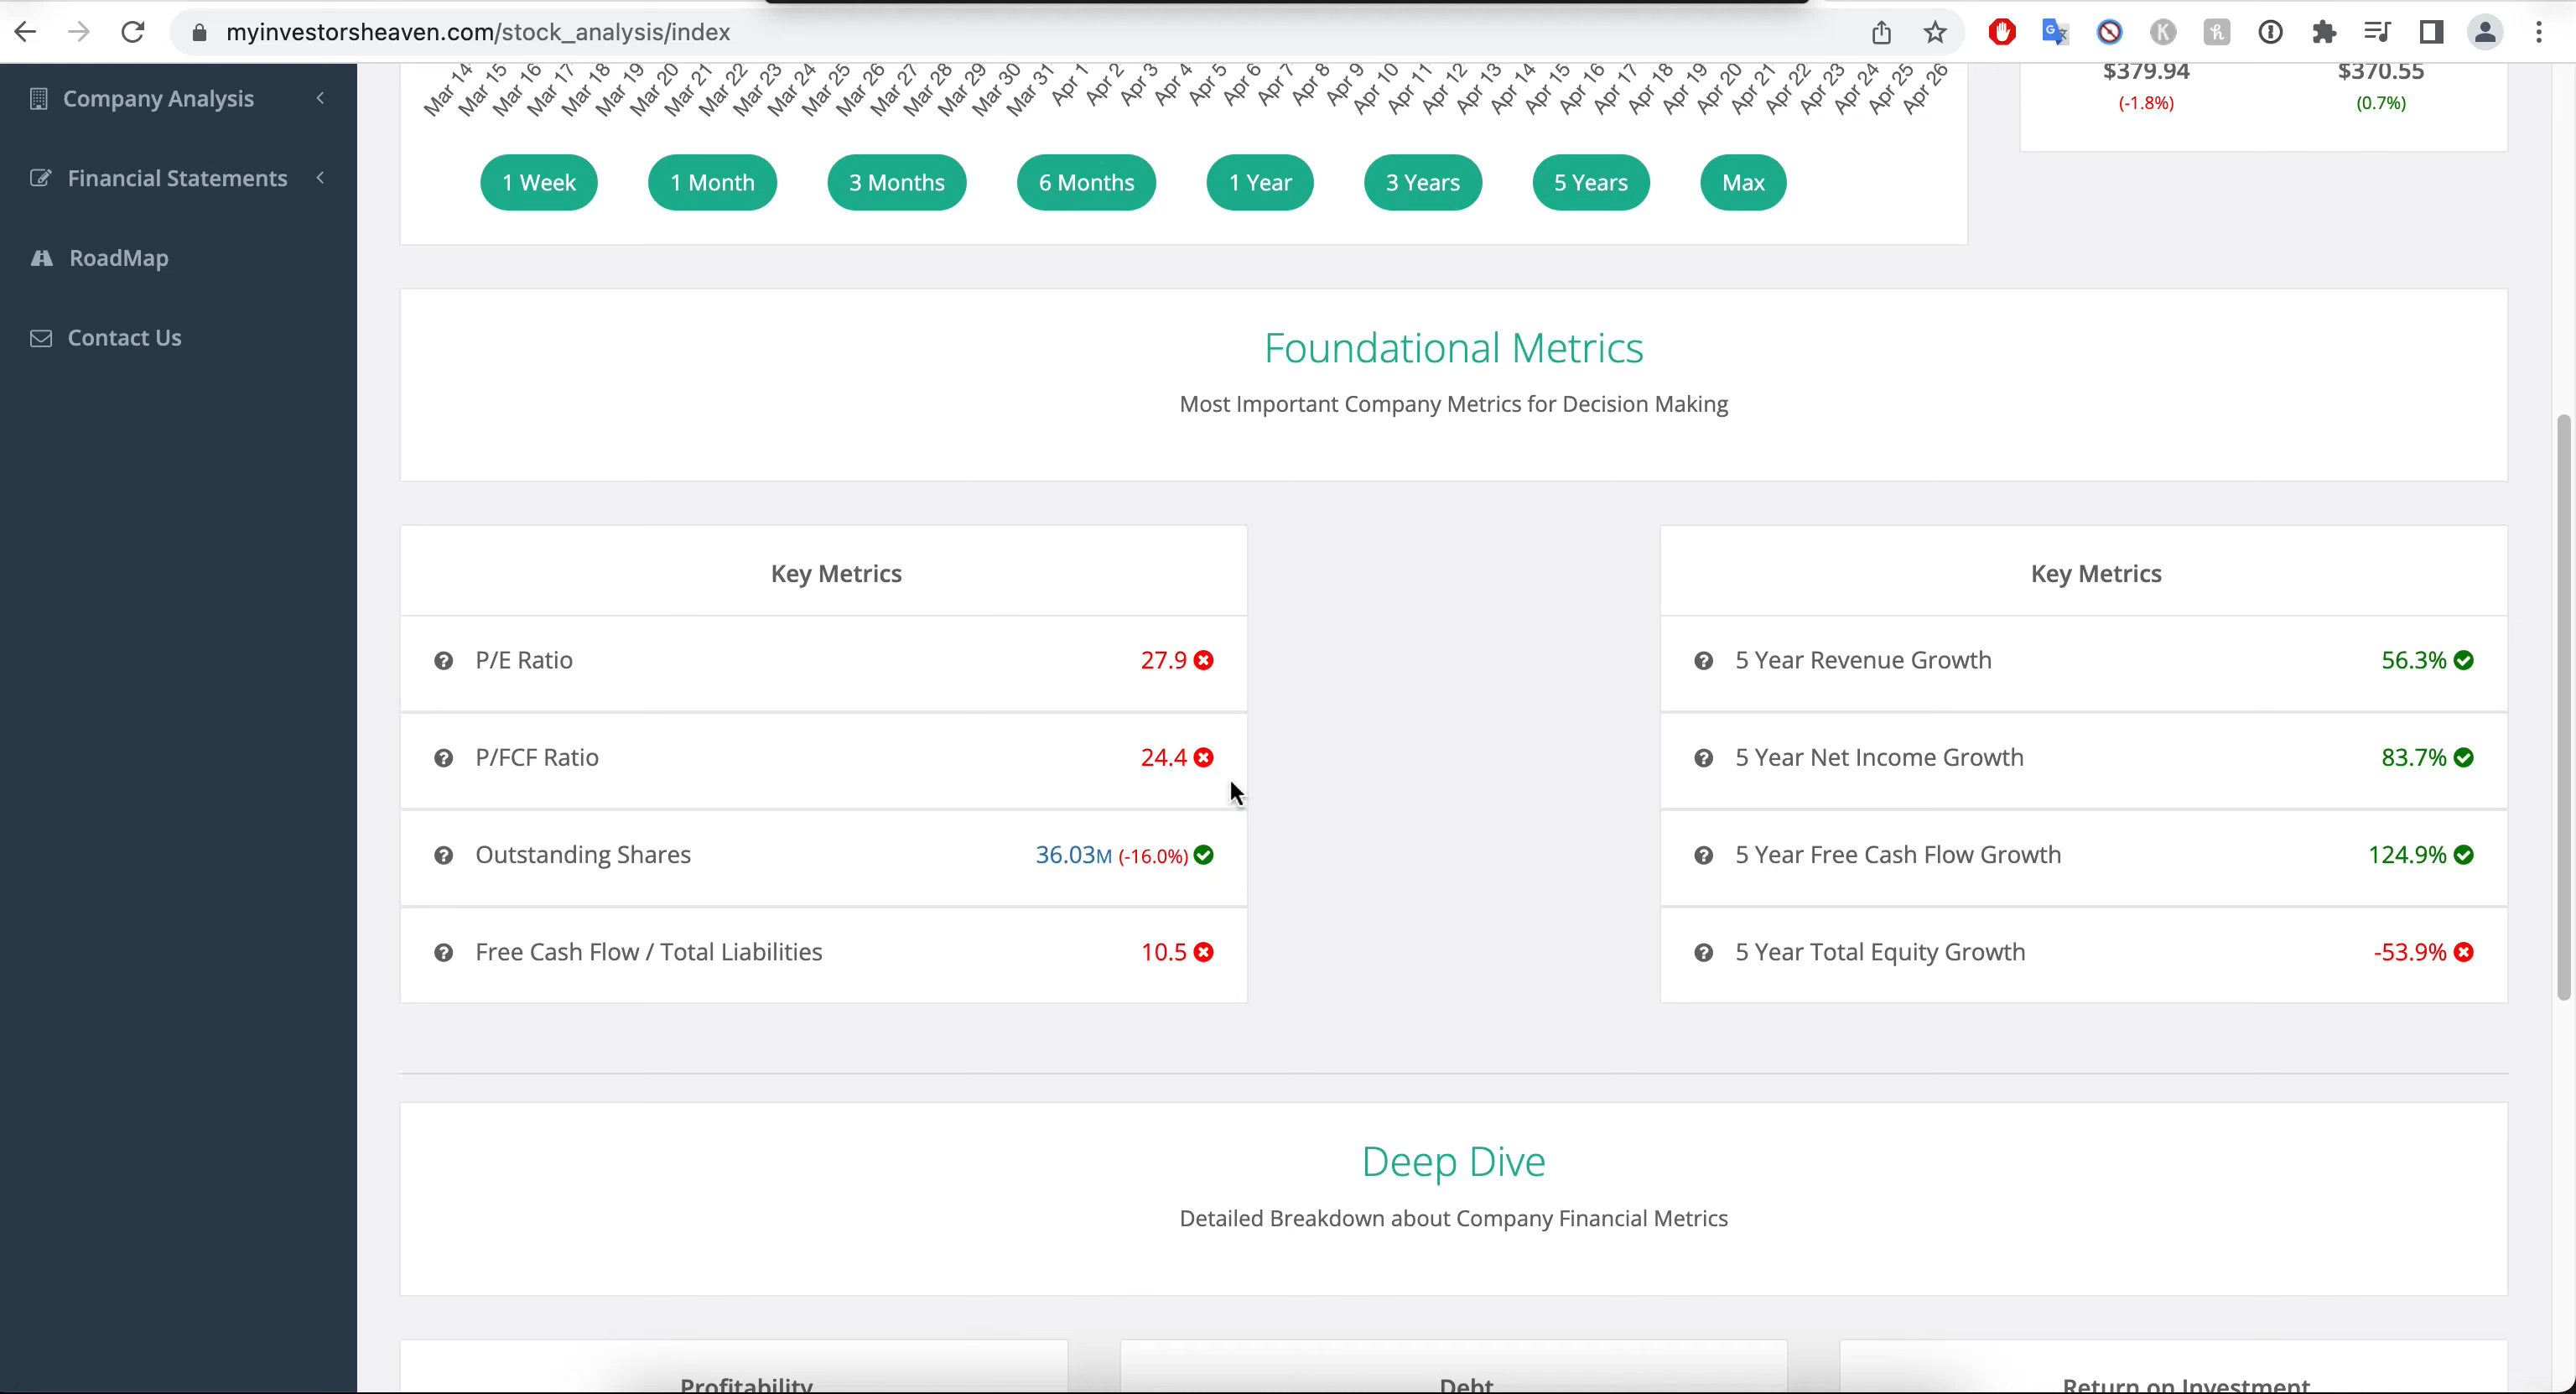 myinvestorsheaven.com/stock_analysis/index
Company Analysis
Financial Statements
RoadMap
Contact Us
Mar 14 Mar 15 Mar 16 Mar 17 Mar 18 Mar 19 Mar 20 Mar 21 Mar 22 Mar 23 Mar 24 Mar 25 Mar 26 Mar 27 Mar 28 Mar 29 Mar 30 Mar 31 Apr 1 Apr 2 Apr 3 Apr 4 Apr 5 Apr 6 Apr 7 Apr 8 Apr 9 Apr 10 Apr 11 Apr 12 Apr 13 Apr 14 Apr 15 Apr 16 Apr 17 Apr 18 Apr 19 Apr 20 Apr 21 Apr 22 Apr 23 Apr 24 Apr 25 Apr 26
$379.94 $370.55
(-1.8%) (0.7%)
1 Week 1 Month 3 Months 6 Months 1 Year 3 Years 5 Years Max
Foundational Metrics
Most Important Company Metrics for Decision Making
Key Metrics
P/E Ratio 27.9
P/FCF Ratio 24.4
Outstanding Shares 36.03M (-16.0%)
Free Cash Flow / Total Liabilities 10.5
Key Metrics
5 Year Revenue Growth 56.3%
5 Year Net Income Growth 83.7%
5 Year Free Cash Flow Growth 124.9%
5 Year Total Equity Growth -53.9%
Deep Dive
Detailed Breakdown about Company Financial Metrics
Profitability Debt Return on Investment